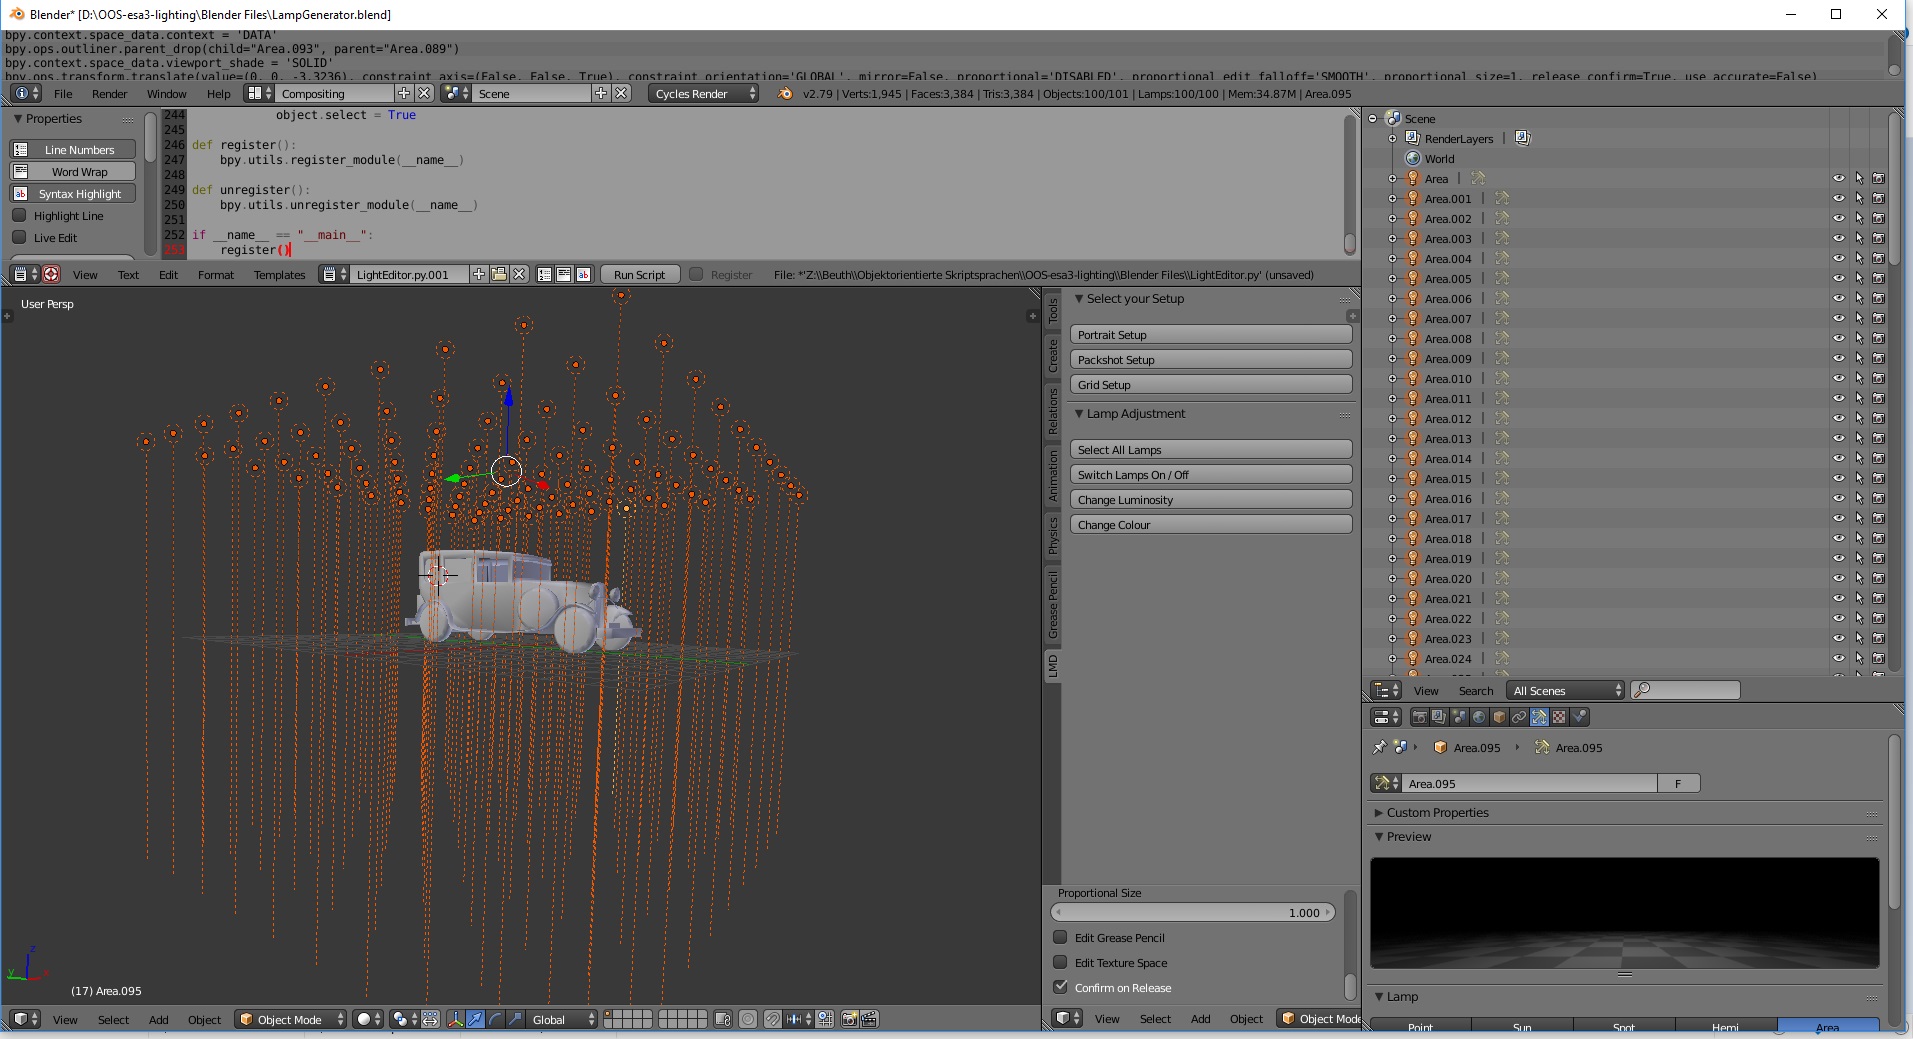 Blender* [D:\OOS-esa3-lighting\Blender Files\LampGenerator.blend]
bpy.context.space_data.context = 'DATA'
bpy.ops.outliner.parent_drop(child="Area.093", parent="Area.089")
bpy.context.space_data.viewport_shade = 'SOLID'
bpy.ops.transform.translate(value=(0, 0, -3.3236), constraint_axis=(False, False, True), constraint_orientation='GLOBAL', mirror=False, proportional='DISABLED', proportional_edit_falloff='SMOOTH', proportional_size=1, release_confirm=True, use_accurate=False)
File Render Window Help Compositing Scene Cycles Render v2.79 | Verts:1,945 | Faces:3,384 | Tris:3,384 | Objects:100/101 | Lamps:100/100 | Mem:34.87M | Area.095
Properties
Line Numbers
Word Wrap
Syntax Highlight
Highlight Line
Live Edit
244 object.select = True
245
246 def register():
247 bpy.utils.register_module(__name__)
248
249 def unregister():
250 bpy.utils.unregister_module(__name__)
251
252 if __name__ == "__main__":
253 register()
View Text Edit Format Templates LightEditor.py.001 Run Script Register File: *'Z:\\Beuth\\Objektorientierte Skriptsprachen\\OOS-esa3-lighting\\Blender Files\\LightEditor.py' (unsaved)
User Persp
(17) Area.095
View Select Add Object Object Mode Global
Tools
Create
Relations
Animation
Physics
Grease Pencil
LMD
Select your Setup
Portrait Setup
Packshot Setup
Grid Setup
Lamp Adjustment
Select All Lamps
Switch Lamps On / Off
Change Luminosity
Change Colour
Proportional Size
1.000
Edit Grease Pencil
Edit Texture Space
Confirm on Release
View Select Add Object Object Mode
Scene
RenderLayers |
World
Area |
Area.001 |
Area.002 |
Area.003 |
Area.004 |
Area.005 |
Area.006 |
Area.007 |
Area.008 |
Area.009 |
Area.010 |
Area.011 |
Area.012 |
Area.013 |
Area.014 |
Area.015 |
Area.016 |
Area.017 |
Area.018 |
Area.019 |
Area.020 |
Area.021 |
Area.022 |
Area.023 |
Area.024 |
View Search All Scenes
Area.095 Area.095
Area.095 F
Custom Properties
Preview
Lamp
Point Sun Spot Hemi Area